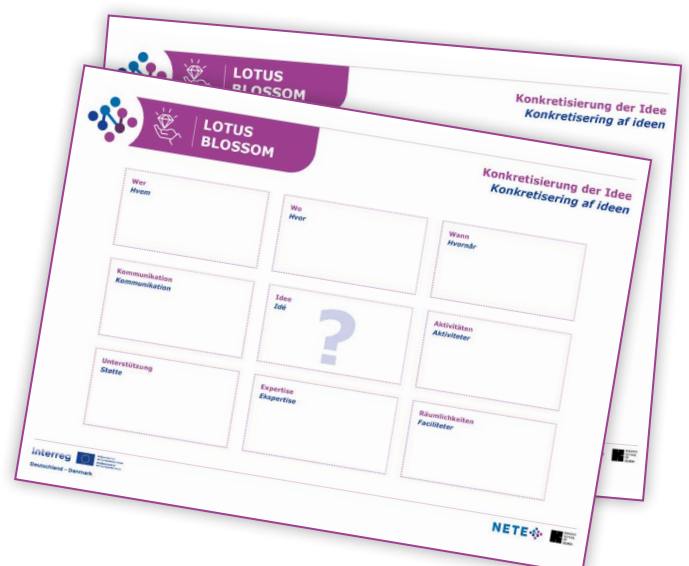 LOTUS
BLOSSOM
Konkretisierung der Idee
Konkretisering af ideen
LOTUS
BLOSSOM
Konkretisierung der Idee
Konkretisering af ideen
Wer
Hvem
Wo
Hvor
Wann
Hvornår
Kommunikation
Kommunikation
Idee
Idé
?
Aktivitäten
Aktiviteter
Unterstützung
Støtte
Expertise
Ekspertise
Räumlichkeiten
Faciliteter
Interreg
Deutschland - Danmark
NETE